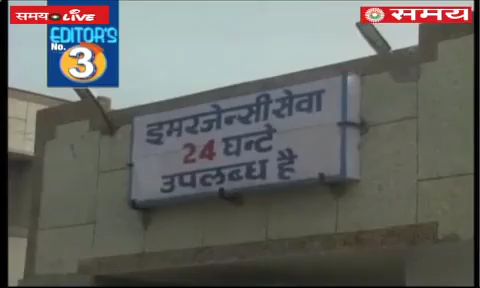 समय LIVE
समय
EDITOR'S
No. 3
इमरजेन्सी सेवा
24 घन्टे
उपलब्ध है